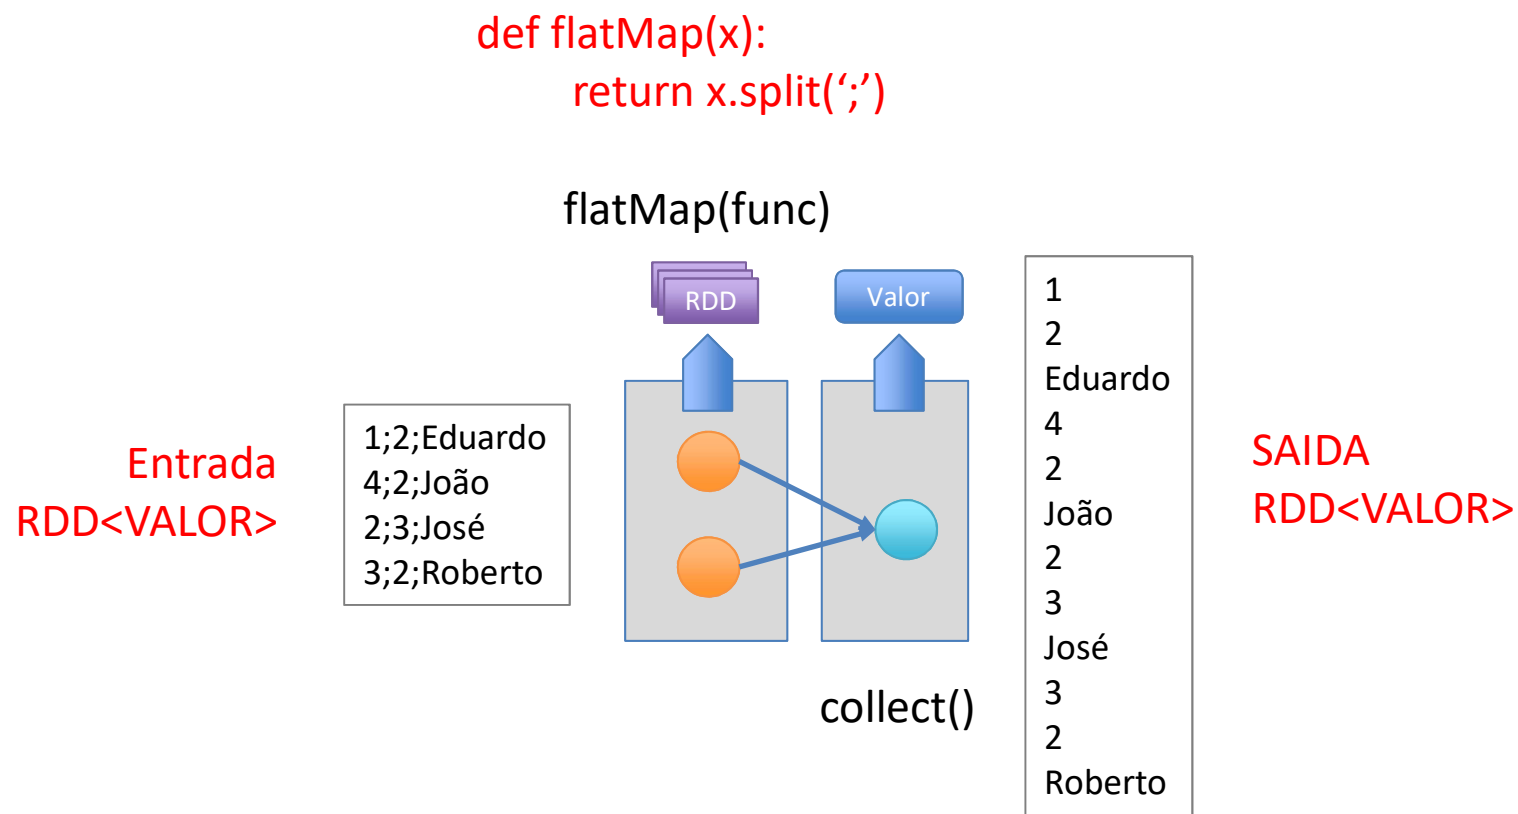 def flatMap(x):
return x.split(‘;’)
flatMap(func)
RDD
Valor
Entrada
RDD<VALOR>
1;2;Eduardo
4;2;João
2;3;José
3;2;Roberto
collect()
1
2
Eduardo
4
2
João
2
3
José
3
2
Roberto
SAIDA
RDD<VALOR>